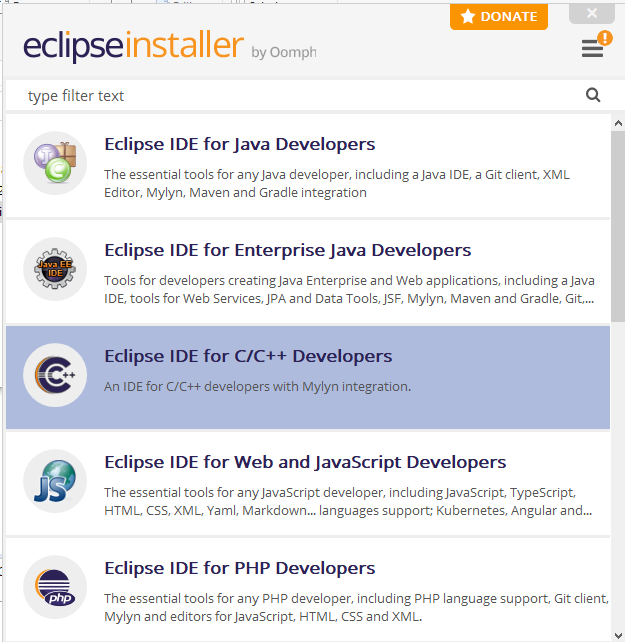 DONATE
eclipseinstaller by Oomph
type filter text
Eclipse IDE for Java Developers
The essential tools for any Java developer, including a Java IDE, a Git client, XML
Editor, Mylyn, Maven and Gradle integration
Java EE
IDE
Eclipse IDE for Enterprise Java Developers
Tools for developers creating Java Enterprise and Web applications, including a Java
IDE, tools for Web Services, JPA and Data Tools, JSF, Mylyn, Maven and Gradle, Git,...
C++
Eclipse IDE for C/C++ Developers
An IDE for C/C++ developers with Mylyn integration.
JS
Eclipse IDE for Web and JavaScript Developers
The essential tools for any JavaScript developer, including JavaScript, TypeScript,
HTML, CSS, XML, Yaml, Markdown... languages support; Kubernetes, Angular and...
php
Eclipse IDE for PHP Developers
The essential tools for any PHP developer, including PHP language support, Git client,
Mylyn and editors for JavaScript, HTML, CSS and XML.